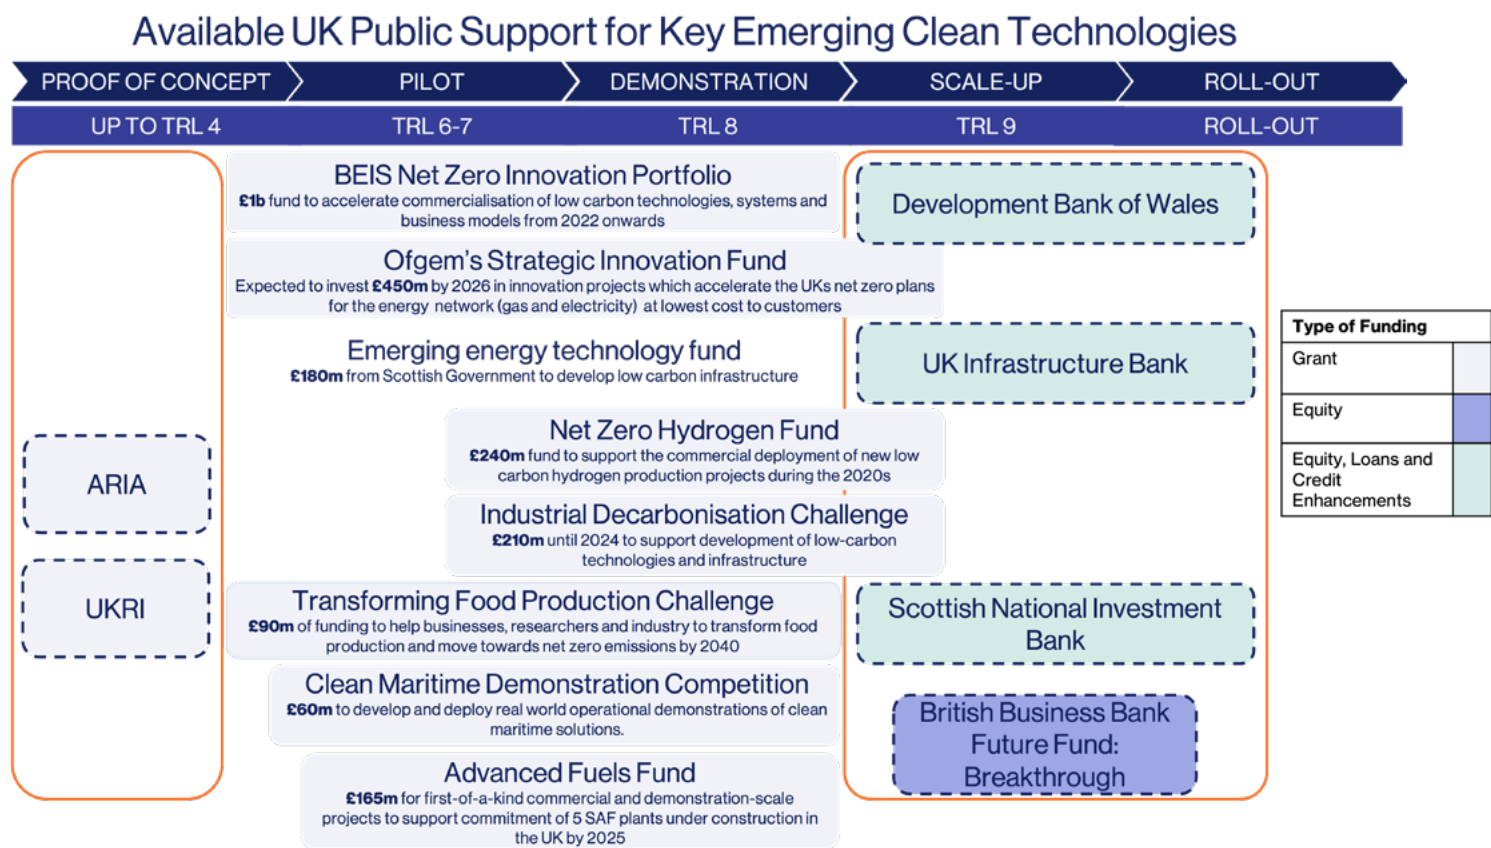 Available UK Public Support for Key Emerging Clean Technologies
PROOF OF CONCEPT
PILOT
DEMONSTRATION
SCALE-UP
ROLL-OUT
UP TO TRL 4
TRL 6-7
TRL 8
TRL 9
ROLL-OUT
BEIS Net Zero Innovation Portfolio
£1b fund to accelerate commercialisation of low carbon technologies, systems and
business models from 2022 onwards
Development Bank of Wales
Ofgem's Strategic Innovation Fund
Expected to invest £450m by 2026 in innovation projects which accelerate the UKs net zero plans
for the energy network (gas and electricity) at lowest cost to customers
Emerging energy technology fund
£180m from Scottish Government to develop low carbon infrastructure
UK Infrastructure Bank
Net Zero Hydrogen Fund
£240m fund to support the commercial deployment of new low
carbon hydrogen production projects during the 2020s
ARIA
Industrial Decarbonisation Challenge
£210m until 2024 to support development of low-carbon
technologies and infrastructure
UKRI
Transforming Food Production Challenge
£90m of funding to help businesses, researchers and industry to transform food
production and move towards net zero emissions by 2040
Scottish National Investment
Bank
Clean Maritime Demonstration Competition
£60m to develop and deploy real world operational demonstrations of clean
maritime solutions.
British Business Bank
Future Fund:
Breakthrough
Advanced Fuels Fund
£165m for first-of-a-kind commercial and demonstration-scale
projects to support commitment of 5 SAF plants under construction in
the UK by 2025
Type of Funding
Grant
Equity
Equity, Loans and
Credit
Enhancements